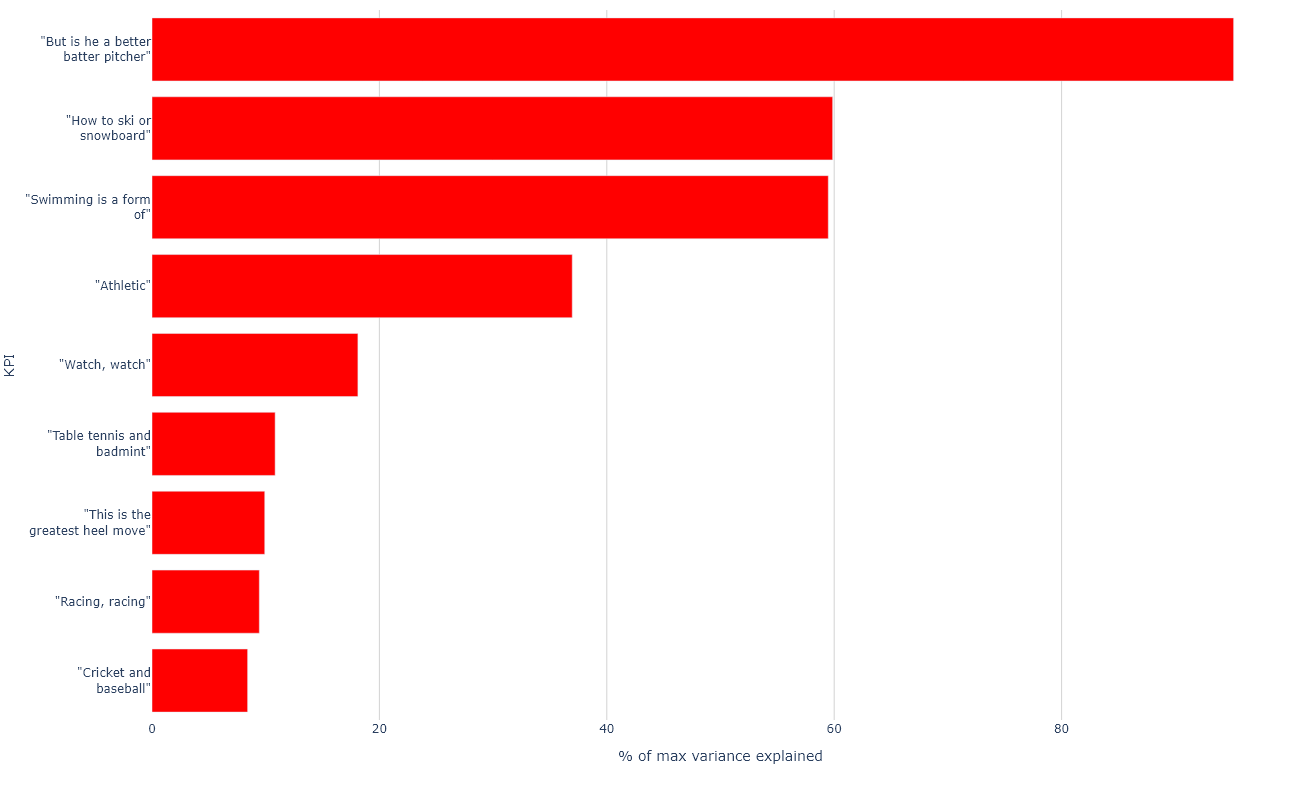 "But is he a better
batter pitcher"
"How to ski or
snowboard"
"Swimming is a form
of"
"Athletic"
"Watch, watch"
"Table tennis and
badmint"
"This is the
greatest heel move"
"Racing, racing"
"Cricket and
baseball"
KPI
0 20 40 60 80
% of max variance explained